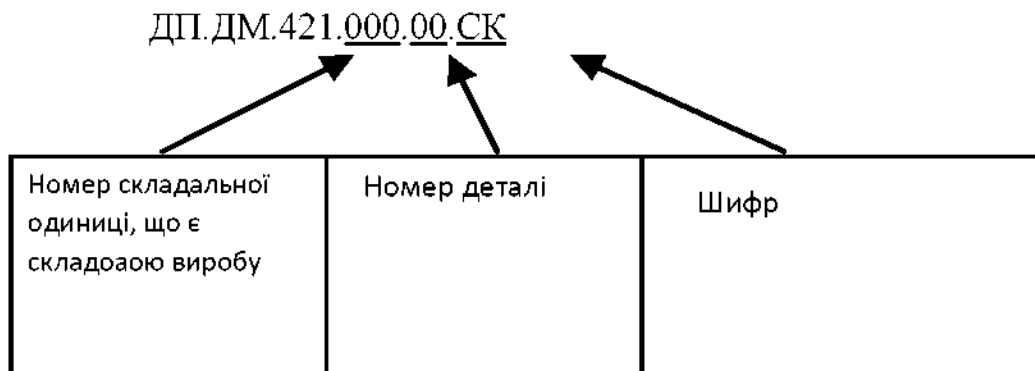 ДП.ДМ.421.000.00.СК
Номер складальної
одиниці, що є
складоаою виробу
Номер деталі
Шифр